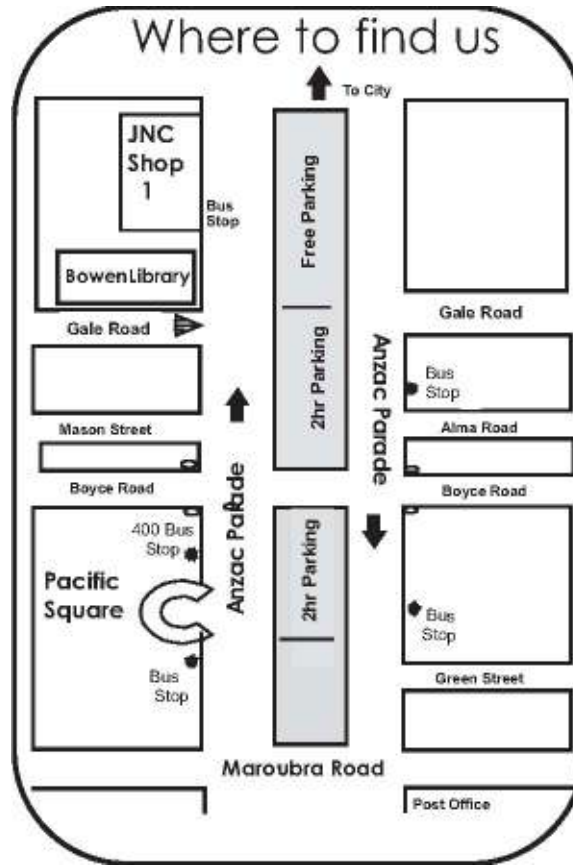 Where to find us
To City
JNC
Shop
1
Bus
Stop
BowenLibrary
Free Parking
Gale Road
Gale Road
2hr Parking
Anzac Parade
Bus
Stop
Mason Street
Alma Road
Boyce Road
Boyce Road
Anzac Parade
400 Bus
Stop
2hr Parking
Pacific
Square
Bus
Stop
Bus
Stop
Green Street
Maroubra Road
Post Office